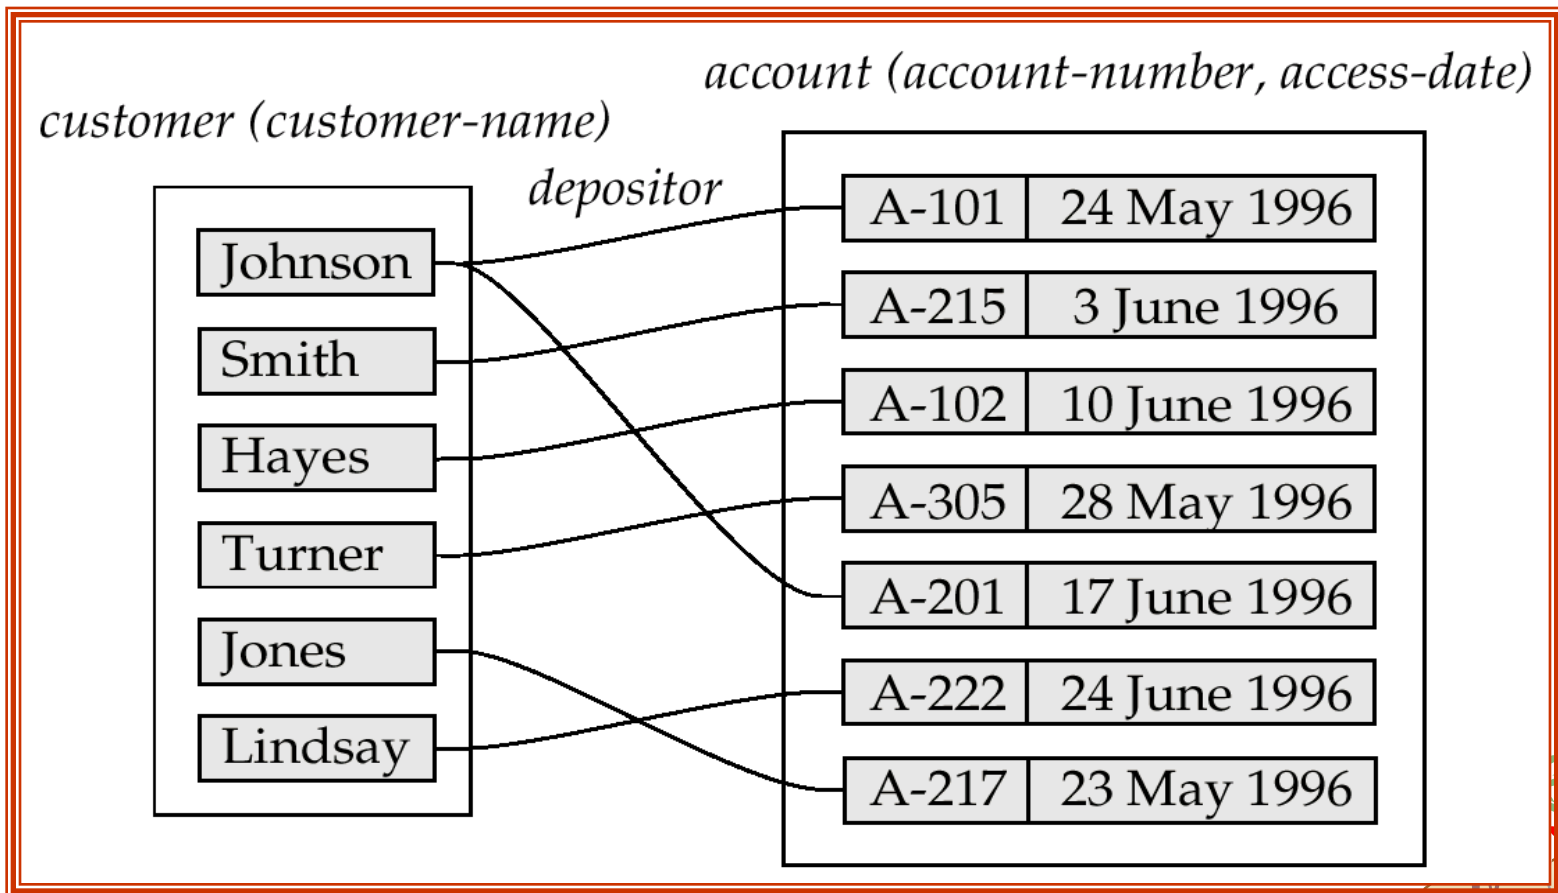 account (account-number, access-date)
customer (customer-name)
depositor
Johnson
Smith
Hayes
Turner
Jones
Lindsay
A-101 24 May 1996
A-215 3 June 1996
A-102 10 June 1996
A-305 28 May 1996
A-201 17 June 1996
A-222 24 June 1996
A-217 23 May 1996